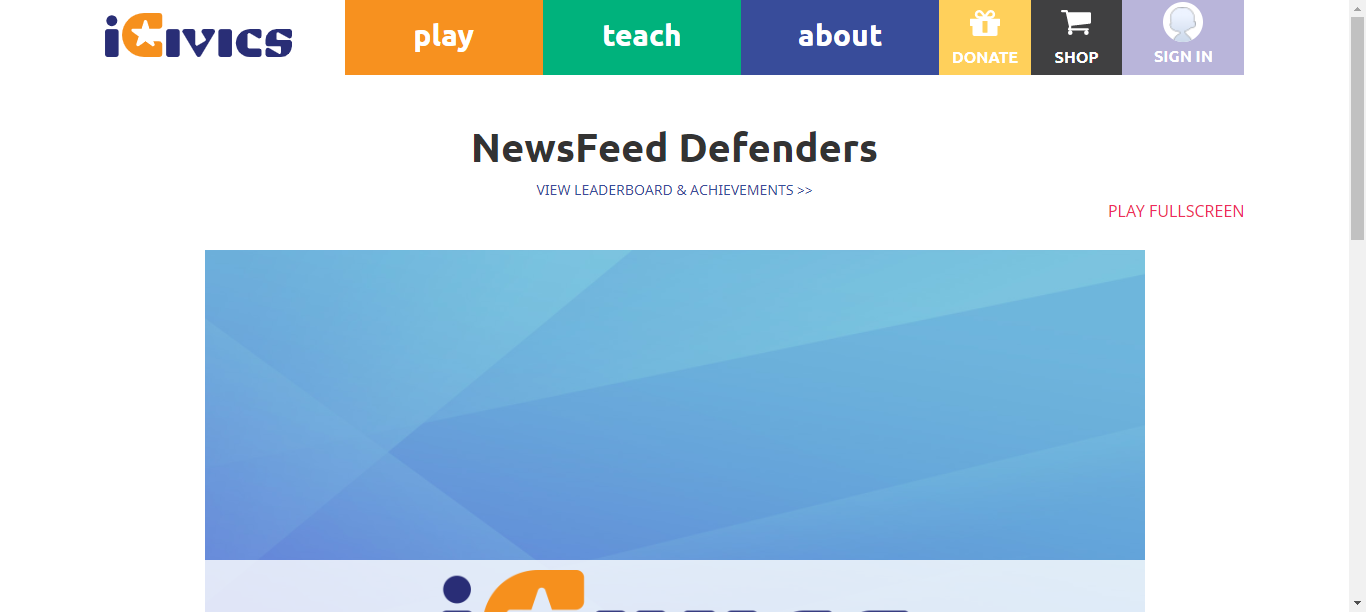 iCivics
play
teach
about
DONATE
SHOP
SIGN IN
NewsFeed Defenders
VIEW LEADERBOARD & ACHIEVEMENTS >>
PLAY FULLSCREEN